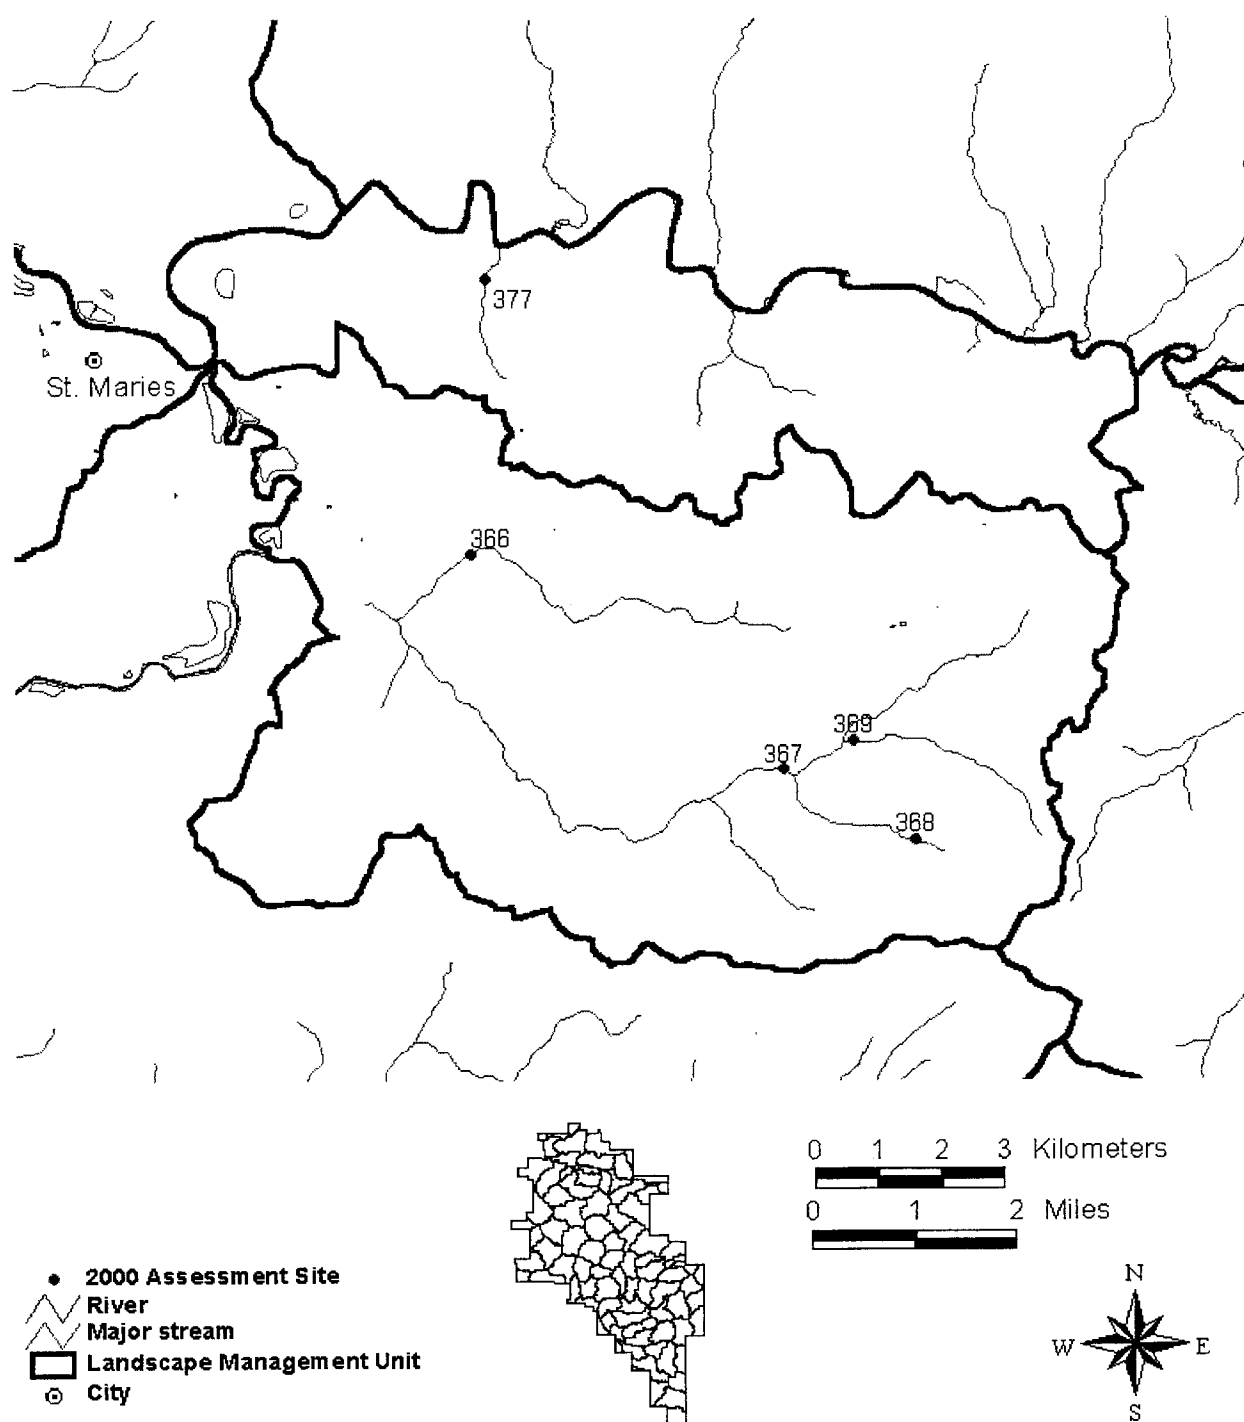 377
St. Maries
366
369
367
368
0 1 2 3 Kilometers
0 1 2 Miles
2000 Assessment Site
River
Major stream
Landscape Management Unit
City
N
W E
S